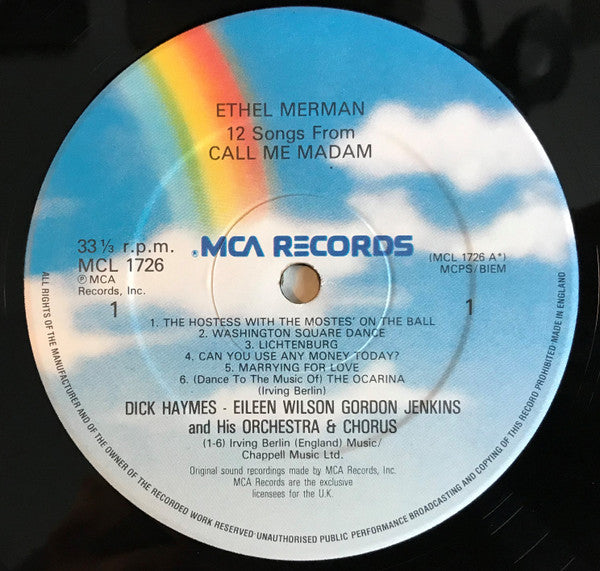 ETHEL MERMAN
12 Songs From
CALL ME MADAM
33 ⅓ r.p.m.
MCL 1726
℗ MCA
Records, Inc.
1
®MCA RECORDS
(MCL 1726 A*)
MCPS/BIEM
1
1. THE HOSTESS WITH THE MOSTES' ON THE BALL
2. WASHINGTON SQUARE DANCE
3. LICHTENBURG
4. CAN YOU USE ANY MONEY TODAY?
5. MARRYING FOR LOVE
6. (Dance To The Music Of) THE OCARINA
(Irving Berlin)
DICK HAYMES - EILEEN WILSON GORDON JENKINS
and His ORCHESTRA & CHORUS
(1-6) Irving Berlin (England) Music/
Chappell Music Ltd.
Original sound recordings made by MCA Records, Inc.
MCA Records are the exclusive
licensees for the U.K.
ALL RIGHTS OF THE MANUFACTURER AND OF THE OWNER OF THE RECORDED WORK RESERVED·UNAUTHORISED PUBLIC PERFORMANCE BROADCASTING AND COPYING OF THIS RECORD PROHIBITED·MADE IN ENGLAND